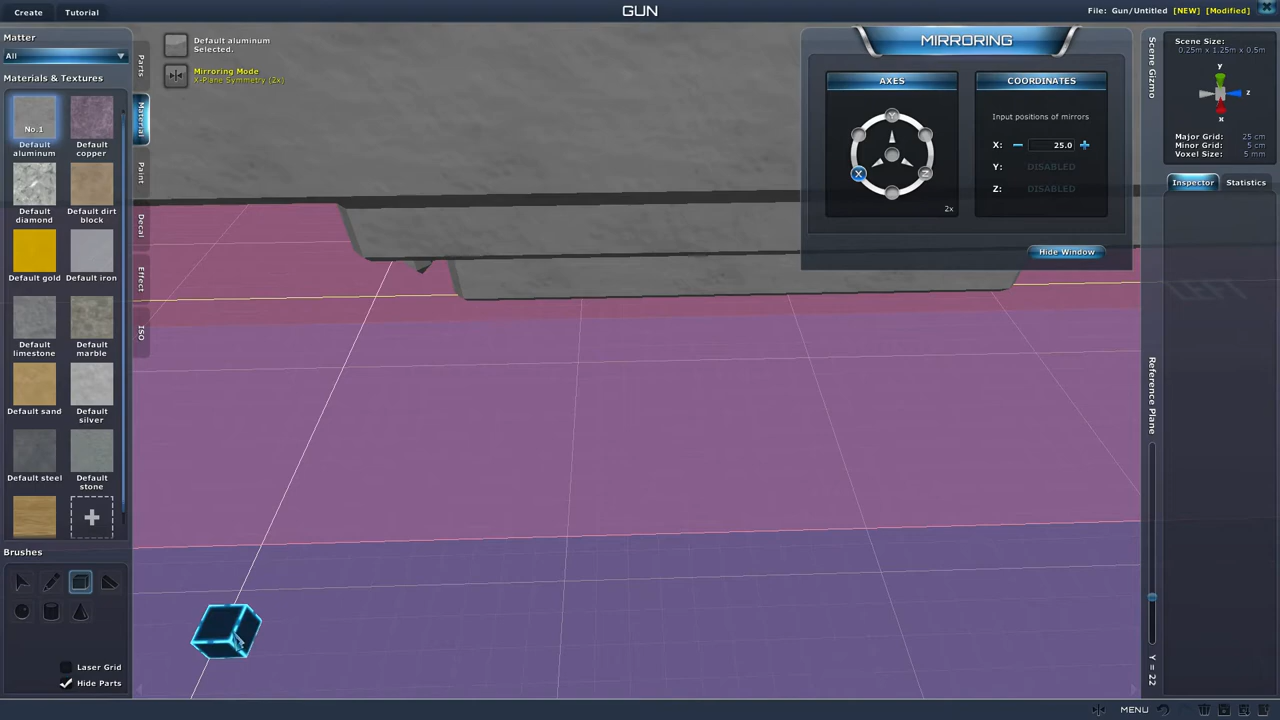 Create
Tutorial
GUN
File: Gun/Untitled [NEW] [Modified]
Matter
All
Materials & Textures
No.1
Default aluminum
Default copper
Default diamond
Default dirt block
Default gold
Default iron
Default limestone
Default marble
Default sand
Default silver
Default steel
Default stone
Brushes
Laser Grid
Hide Parts
Parts
Material
Paint
Decal
Effect
ISO
Default aluminum
Selected.
Mirroring Mode
X-Plane Symmetry (2x)
MIRRORING
AXES
Y
X
Z
2x
COORDINATES
Input positions of mirrors
X: 25.0
Y: DISABLED
Z: DISABLED
Hide Window
Scene Gizmo
Scene Size:
0.25m x 1.25m x 0.5m
y
z
x
Major Grid: 25 cm
Minor Grid: 5 cm
Voxel Size: 5 mm
Inspector
Statistics
Reference Plane
Y = 22
MENU